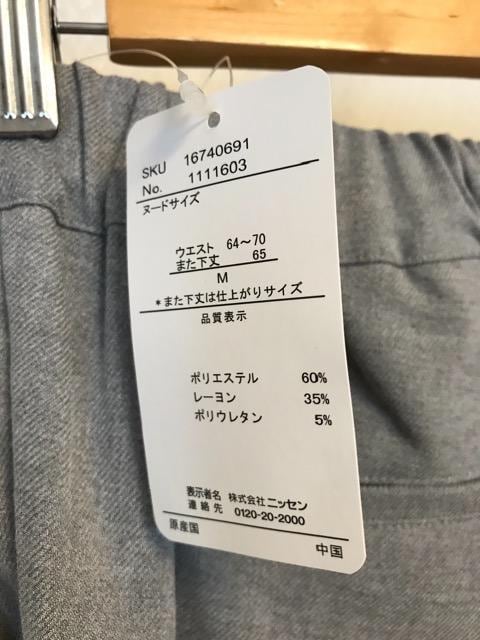 SKU 16740691
No. 1111603
ヌードサイズ
ウエスト 64〜70
また下丈 65
M
*また下丈は仕上がりサイズ
品質表示
ポリエステル 60%
レーヨン 35%
ポリウレタン 5%
表示者名 株式会社ニッセン
連絡先 0120-20-2000
原産国 中国